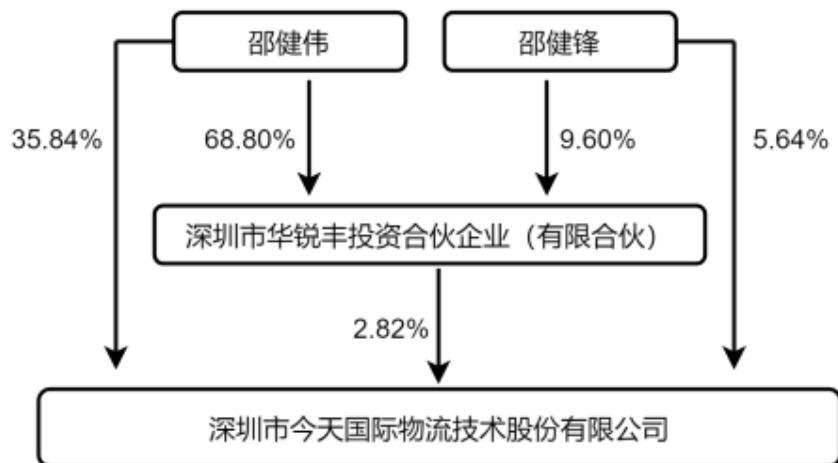 邵健伟
邵健锋
35.84%
68.80%
9.60%
5.64%
深圳市华锐丰投资合伙企业（有限合伙）
2.82%
深圳市今天国际物流技术股份有限公司